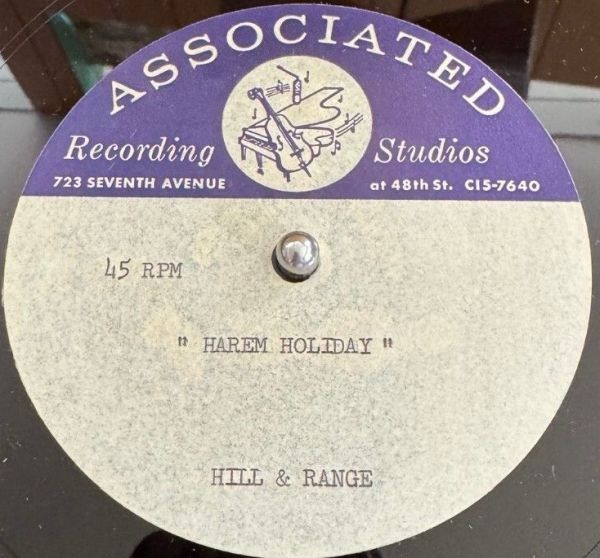 ASSOCIATED
Recording Studios
723 SEVENTH AVENUE at 48th St. CI5-7640
45 RPM
" HAREM HOLIDAY "
HILL & RANGE